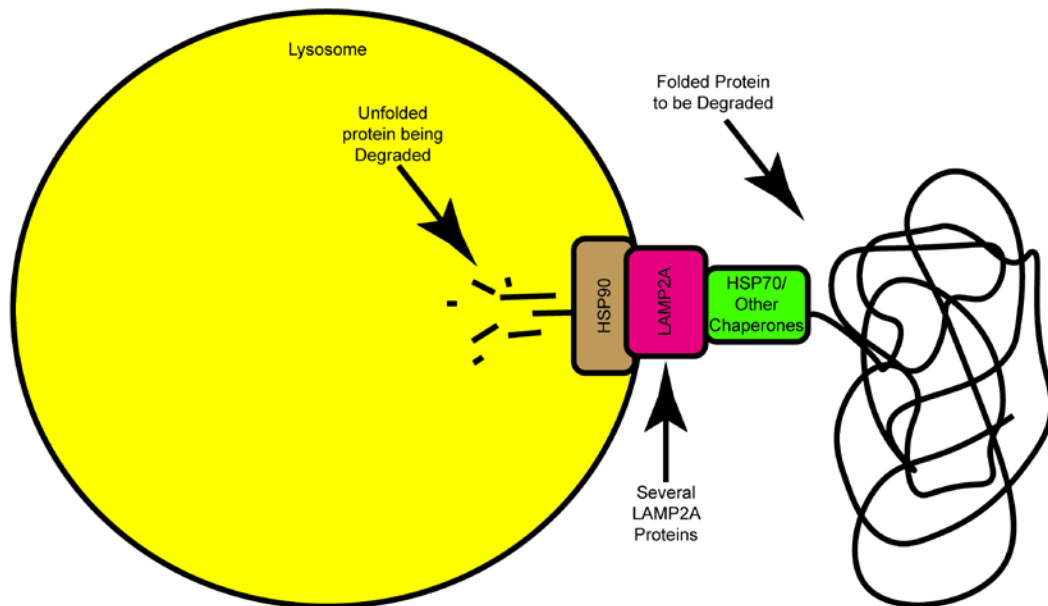 Lysosome
Unfolded
protein being
Degraded
Folded Protein
to be Degraded
HSP90
LAMP2A
HSP70/
Other
Chaperones
Several
LAMP2A
Proteins